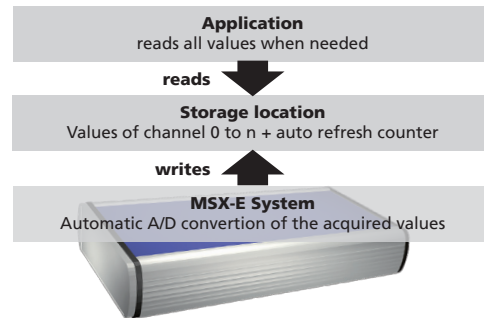 Application
reads all values when needed
reads
Storage location
Values of channel 0 to n + auto refresh counter
writes
MSX-E System
Automatic A/D convertion of the acquired values